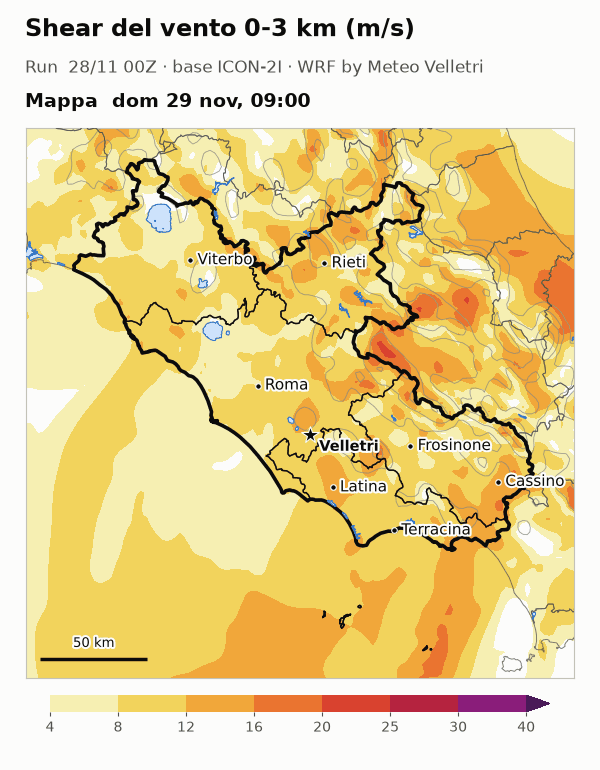 Shear del vento 0-3 km (m/s)
Run  28/11 00Z · base ICON-2I · WRF by Meteo Velletri
Mappa  dom 29 nov, 09:00
Viterbo
Rieti
Roma
Velletri
Frosinone
Latina
Cassino
Terracina
50 km
4 8 12 16 20 25 30 40